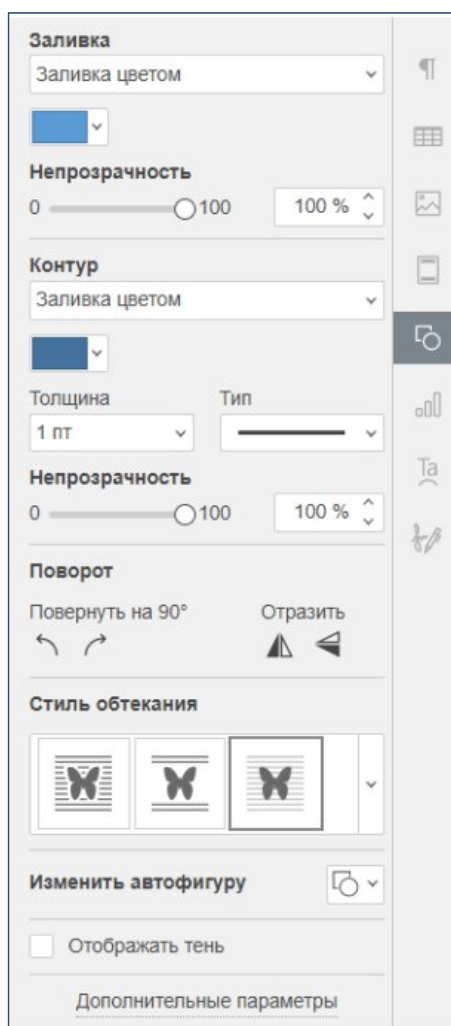 Заливка
Заливка цветом
Непрозрачность
0 100 100 %
Контур
Заливка цветом
Толщина Тип
1 пт
Непрозрачность
0 100 100 %
Поворот
Повернуть на 90° Отразить
Стиль обтекания
Изменить автофигуру
Отображать тень
Дополнительные параметры
¶
Ta